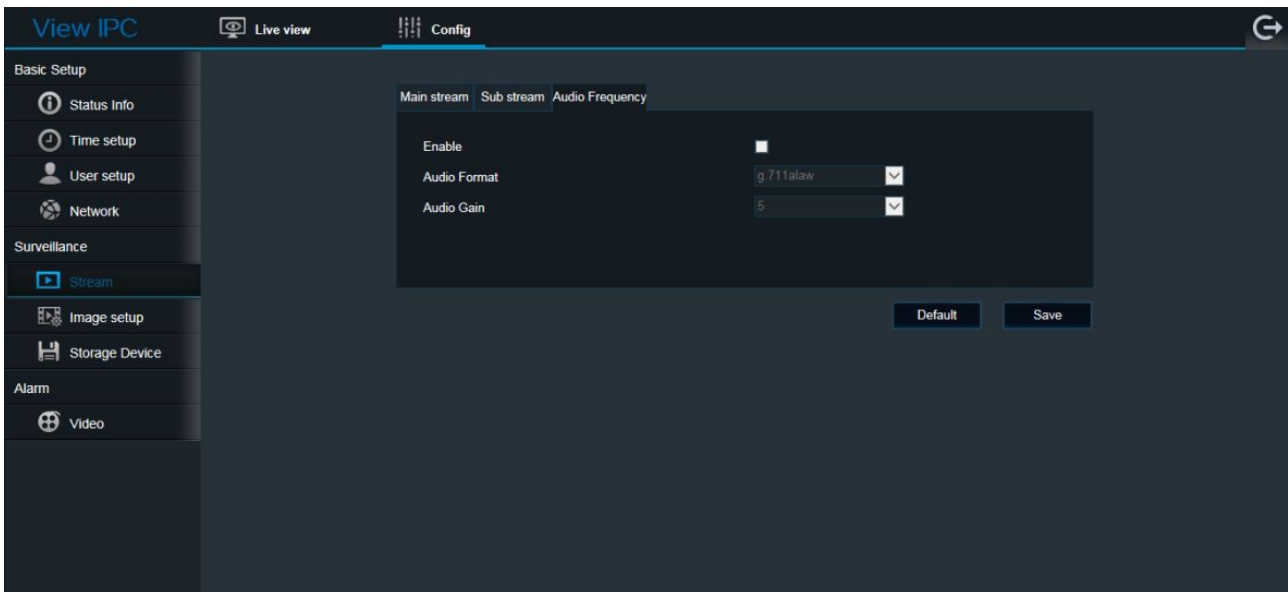 View IPC
Live view
Config
Basic Setup
Status Info
Time setup
User setup
Network
Surveillance
Stream
Image setup
Storage Device
Alarm
Video
Main stream Sub stream Audio Frequency
Enable
Audio Format g.711alaw
Audio Gain 5
Default Save